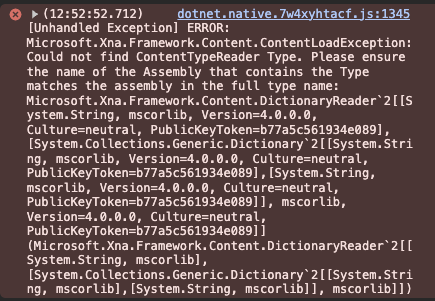 (12:52:52.712) dotnet.native.7w4xyhtacf.js:1345
[Unhandled Exception] ERROR:
Microsoft.Xna.Framework.Content.ContentLoadException:
Could not find ContentTypeReader Type. Please ensure
the name of the Assembly that contains the Type
matches the assembly in the full type name:
Microsoft.Xna.Framework.Content.DictionaryReader`2[[S
ystem.String, mscorlib, Version=4.0.0.0,
Culture=neutral, PublicKeyToken=b77a5c561934e089],
[System.Collections.Generic.Dictionary`2[[System.Stri
ng, mscorlib, Version=4.0.0.0, Culture=neutral,
PublicKeyToken=b77a5c561934e089],[System.String,
mscorlib, Version=4.0.0.0, Culture=neutral,
PublicKeyToken=b77a5c561934e089]], mscorlib,
Version=4.0.0.0, Culture=neutral,
PublicKeyToken=b77a5c561934e089]]
(Microsoft.Xna.Framework.Content.DictionaryReader`2[[
System.String, mscorlib],
[System.Collections.Generic.Dictionary`2[[System.Stri
ng, mscorlib],[System.String, mscorlib]], mscorlib]])